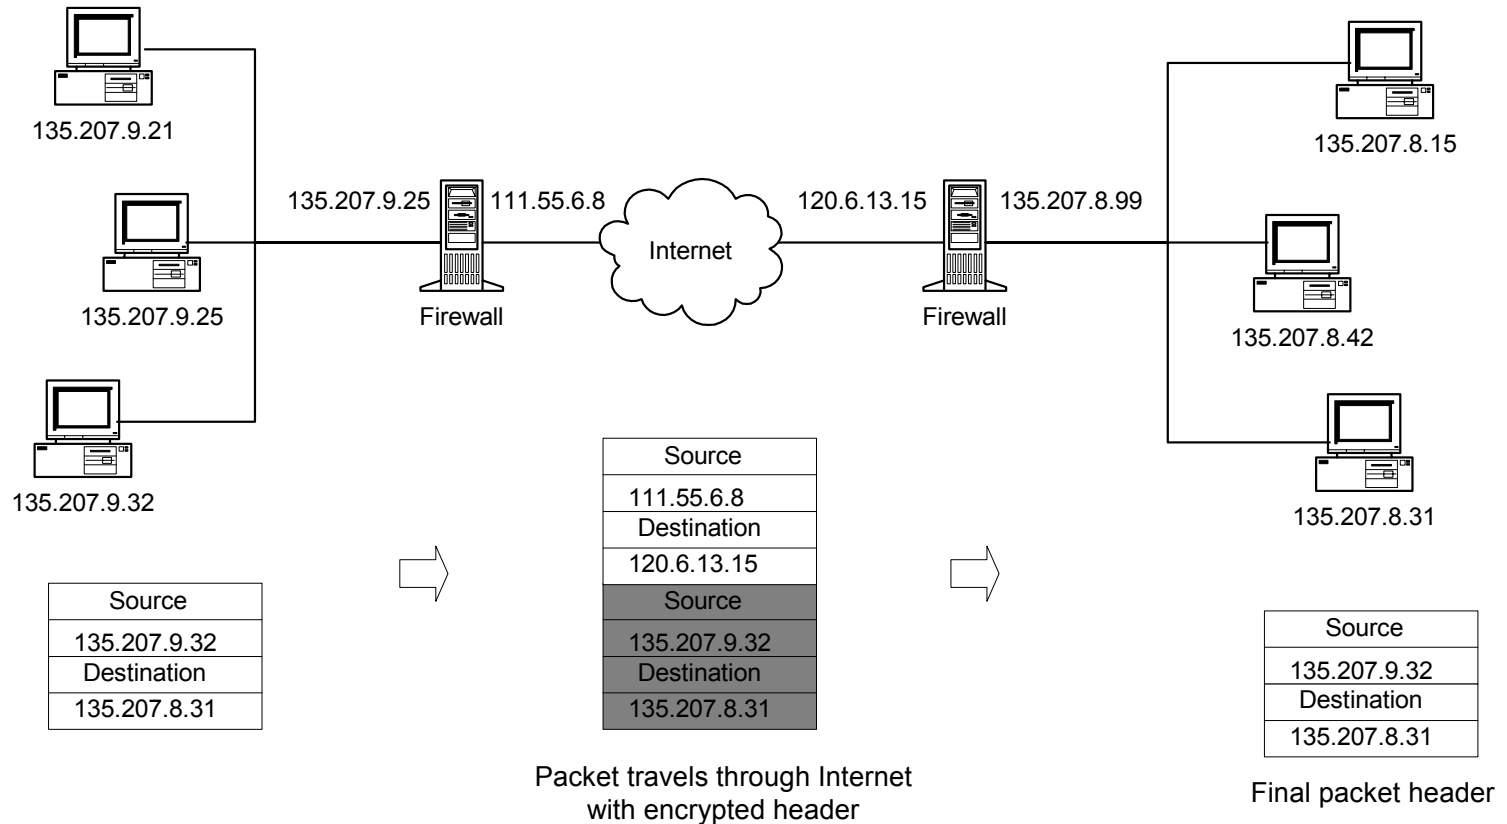 135.207.9.21
135.207.8.15
135.207.9.25
111.55.6.8
Internet
120.6.13.15
135.207.8.99
135.207.9.25
Firewall
Firewall
135.207.8.42
135.207.9.32
135.207.8.31
Source
135.207.9.32
Destination
135.207.8.31
Source
111.55.6.8
Destination
120.6.13.15
Source
135.207.9.32
Destination
135.207.8.31
Packet travels through Internet
with encrypted header
Source
135.207.9.32
Destination
135.207.8.31
Final packet header